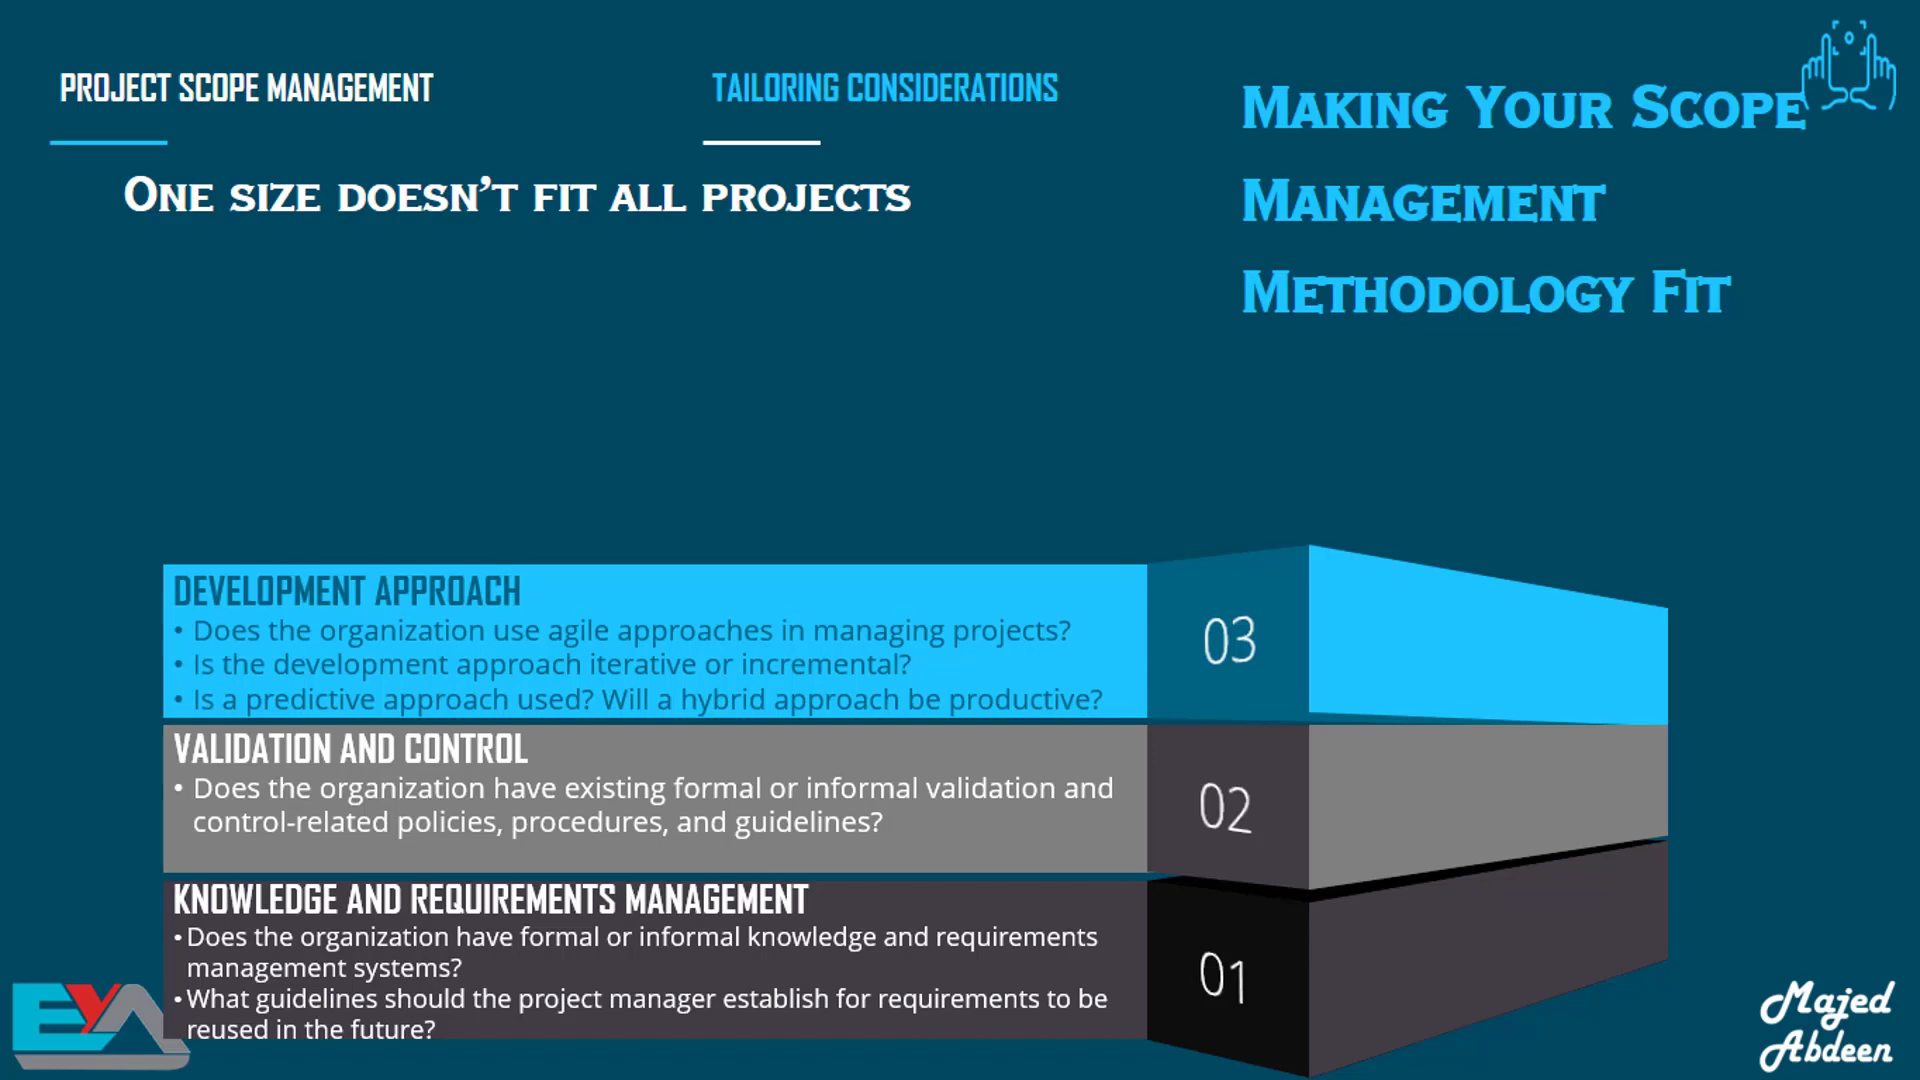 PROJECT SCOPE MANAGEMENT
TAILORING CONSIDERATIONS
ONE SIZE DOESN'T FIT ALL PROJECTS
MAKING YOUR SCOPE
MANAGEMENT
METHODOLOGY FIT
DEVELOPMENT APPROACH
• Does the organization use agile approaches in managing projects?
• Is the development approach iterative or incremental?
• Is a predictive approach used? Will a hybrid approach be productive?
03
VALIDATION AND CONTROL
• Does the organization have existing formal or informal validation and
control-related policies, procedures, and guidelines?
02
KNOWLEDGE AND REQUIREMENTS MANAGEMENT
• Does the organization have formal or informal knowledge and requirements
management systems?
• What guidelines should the project manager establish for requirements to be
reused in the future?
01
EYA
Majed
Abdeen